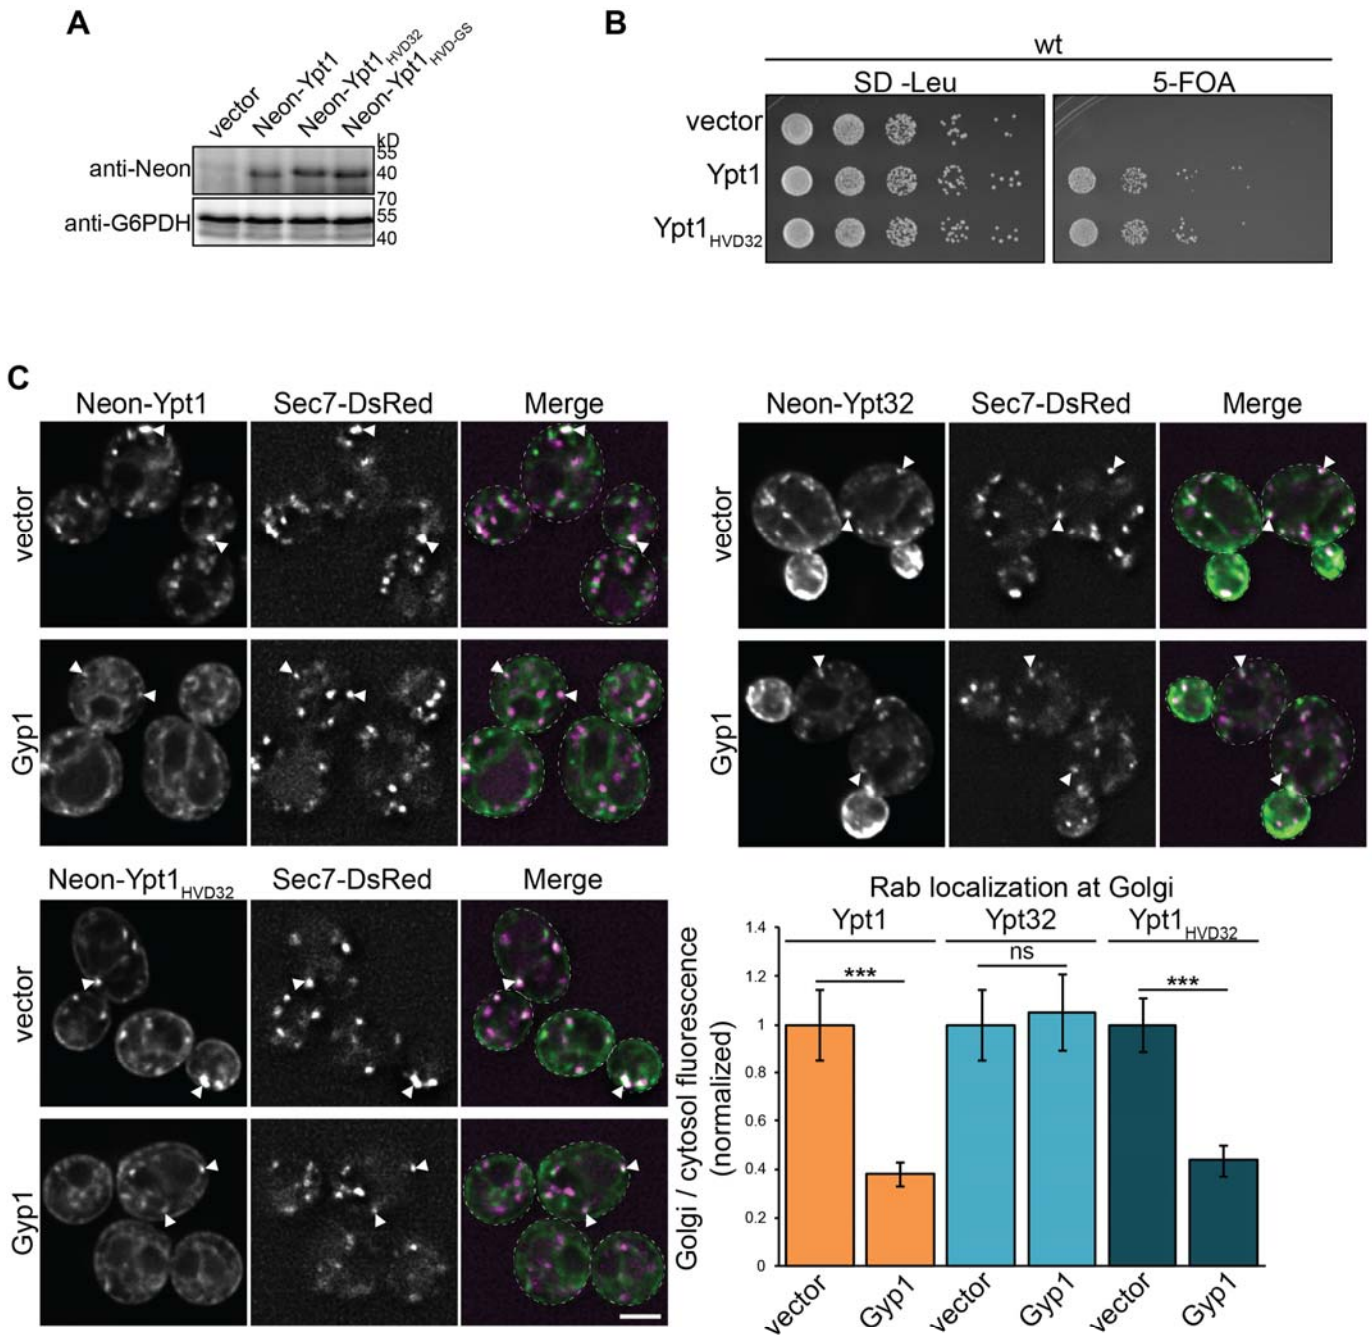 A
vector
Neon-Ypt1
Neon-Ypt1HVD32
Neon-Ypt1HVD-GS
kD
anti-Neon
55
40
70
anti-G6PDH
55
40
B
wt
SD -Leu
5-FOA
vector
Ypt1
Ypt1HVD32
C
Neon-Ypt1
Sec7-DsRed
Merge
vector
Gyp1
Neon-Ypt32
Sec7-DsRed
Merge
vector
Gyp1
Neon-Ypt1HVD32
Sec7-DsRed
Merge
vector
Gyp1
Rab localization at Golgi
Ypt1
Ypt32
Ypt1HVD32
***
ns
***
Golgi / cytosol fluorescence
(normalized)
1.4
1.2
1
0.8
0.6
0.4
0.2
0
vector
Gyp1
vector
Gyp1
vector
Gyp1